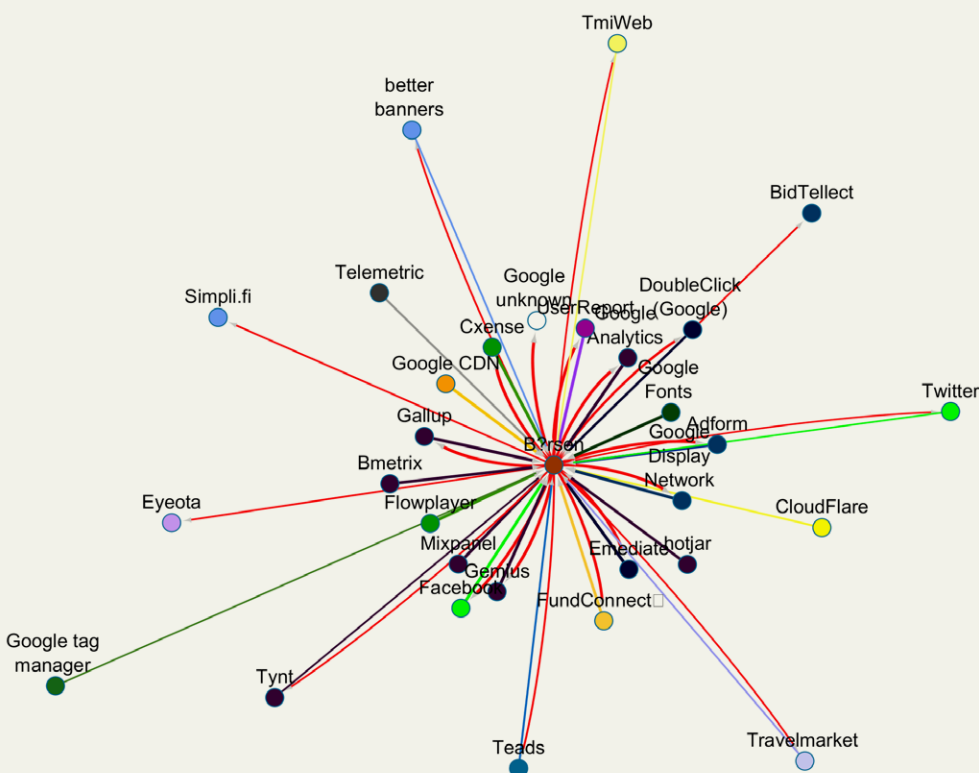 TmiWeb
better
banners
BidTellect
Telemetric
Google
unknown
DoubleClick
(Google)
Simpli.fi
UserReport
Google
Analytics
Cxense
Google CDN
Google
Fonts
Twitter
Gallup
Adform
Google
Display
Network
B?rsen
Bmetrix
Eyeota
Flowplayer
CloudFlare
Mixpanel
Emediate
hotjar
Gemius
Facebook
FundConnect
Google tag
manager
Tynt
Teads
Travelmarket